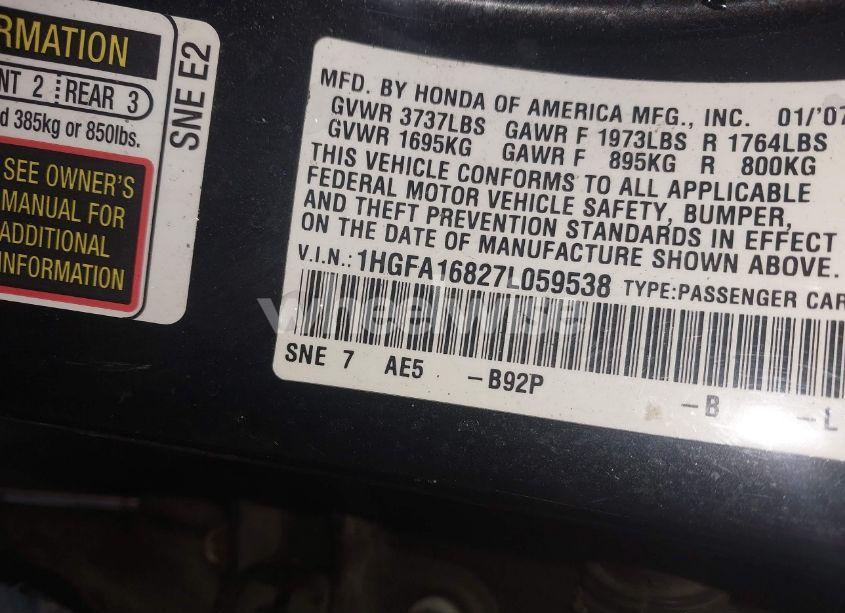 RMATION
NT 2 REAR 3
d 385kg or 850lbs.
SEE OWNER'S
MANUAL FOR
ADDITIONAL
INFORMATION
SNE E2
MFD. BY HONDA OF AMERICA MFG., INC. 01/'07
GVWR 3737LBS GAWR F 1973LBS R 1764LBS
GVWR 1695KG GAWR F 895KG R 800KG
THIS VEHICLE CONFORMS TO ALL APPLICABLE
FEDERAL MOTOR VEHICLE SAFETY, BUMPER,
AND THEFT PREVENTION STANDARDS IN EFFECT
ON THE DATE OF MANUFACTURE SHOWN ABOVE.
V.I.N.: 1HGFA16827L059538 TYPE:PASSENGER CAR
wheelwise
SNE 7 AE5 -B92P -B -L